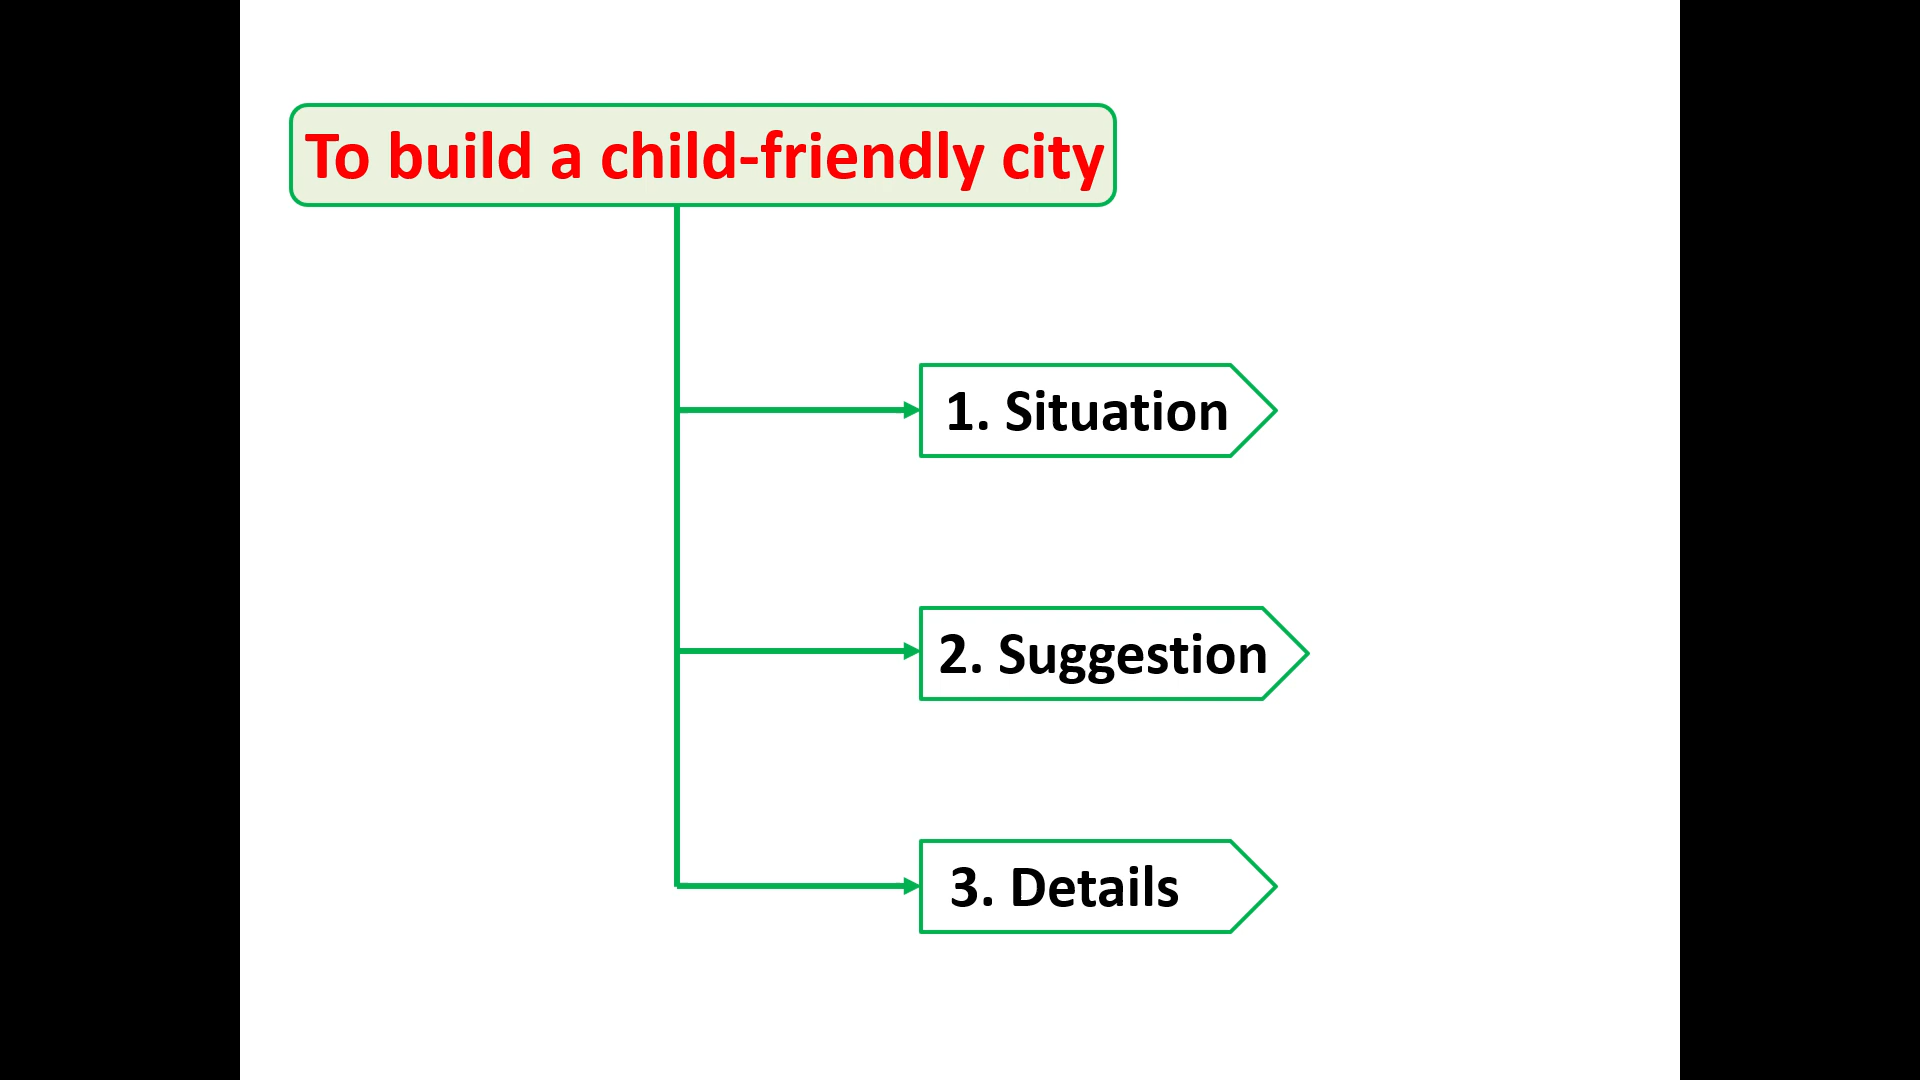 To build a child-friendly city
1. Situation
2. Suggestion
3. Details